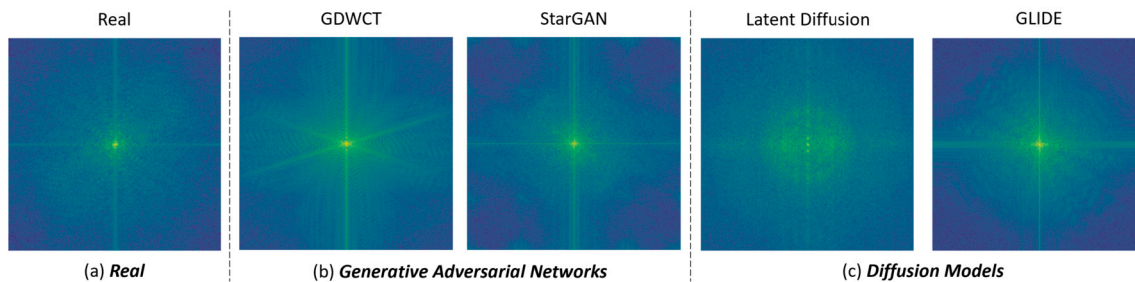 Real
GDWCT
StarGAN
Latent Diffusion
GLIDE
(a) Real
(b) Generative Adversarial Networks
(c) Diffusion Models